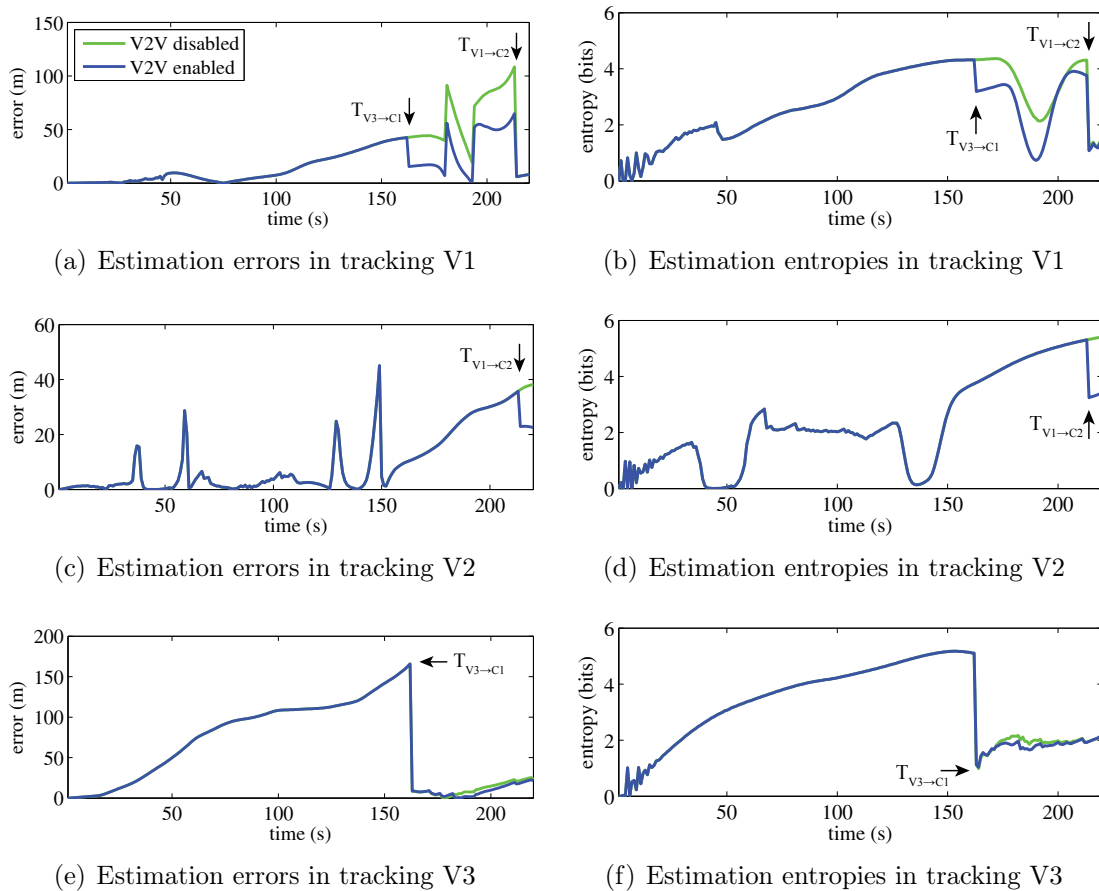 150
100
50
0
error (m)
V2V disabled
V2V enabled
T_{V3→C1}
T_{V1→C2}
50
100
150
200
time (s)
(a) Estimation errors in tracking V1
6
4
2
0
entropy (bits)
T_{V1→C2}
T_{V3→C1}
50
100
150
200
time (s)
(b) Estimation entropies in tracking V1
60
40
20
0
error (m)
T_{V1→C2}
50
100
150
200
time (s)
(c) Estimation errors in tracking V2
6
4
2
0
entropy (bits)
T_{V1→C2}
50
100
150
200
time (s)
(d) Estimation entropies in tracking V2
200
150
100
50
0
error (m)
T_{V3→C1}
50
100
150
200
time (s)
(e) Estimation errors in tracking V3
6
4
2
0
entropy (bits)
T_{V3→C1}
50
100
150
200
time (s)
(f) Estimation entropies in tracking V3